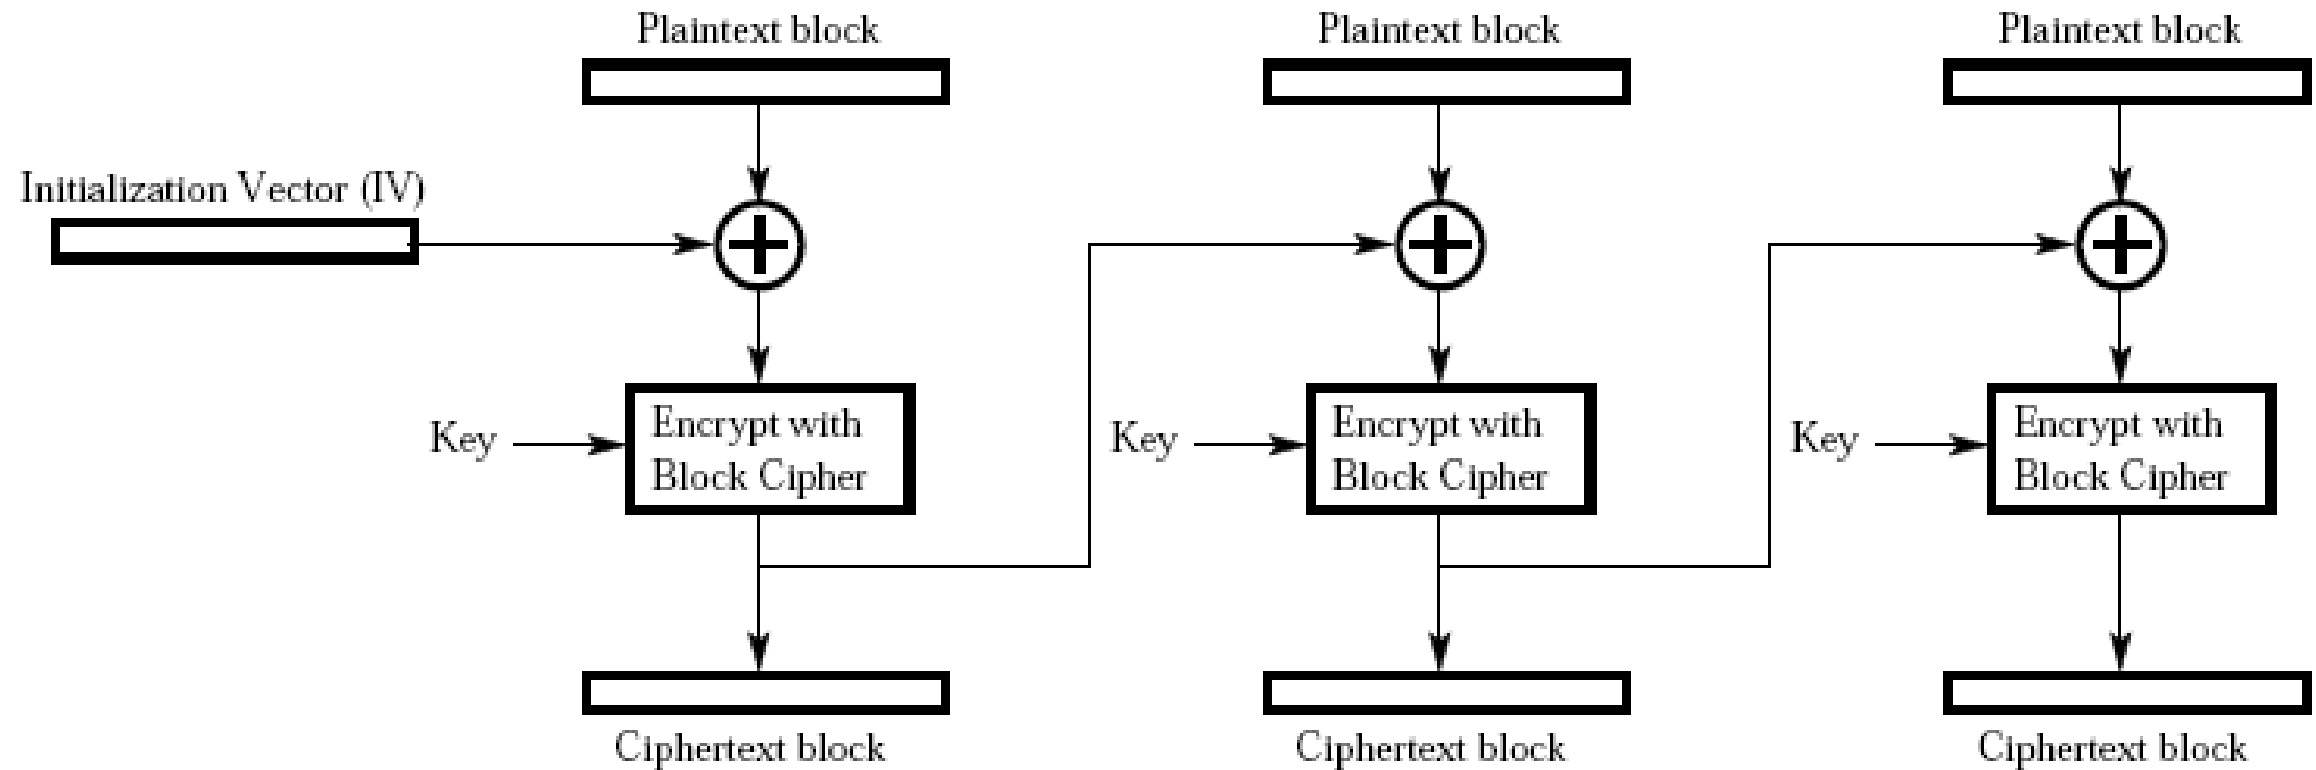 Plaintext block
Plaintext block
Plaintext block
Initialization Vector (IV)
Key
Encrypt with
Block Cipher
Key
Encrypt with
Block Cipher
Key
Encrypt with
Block Cipher
Ciphertext block
Ciphertext block
Ciphertext block